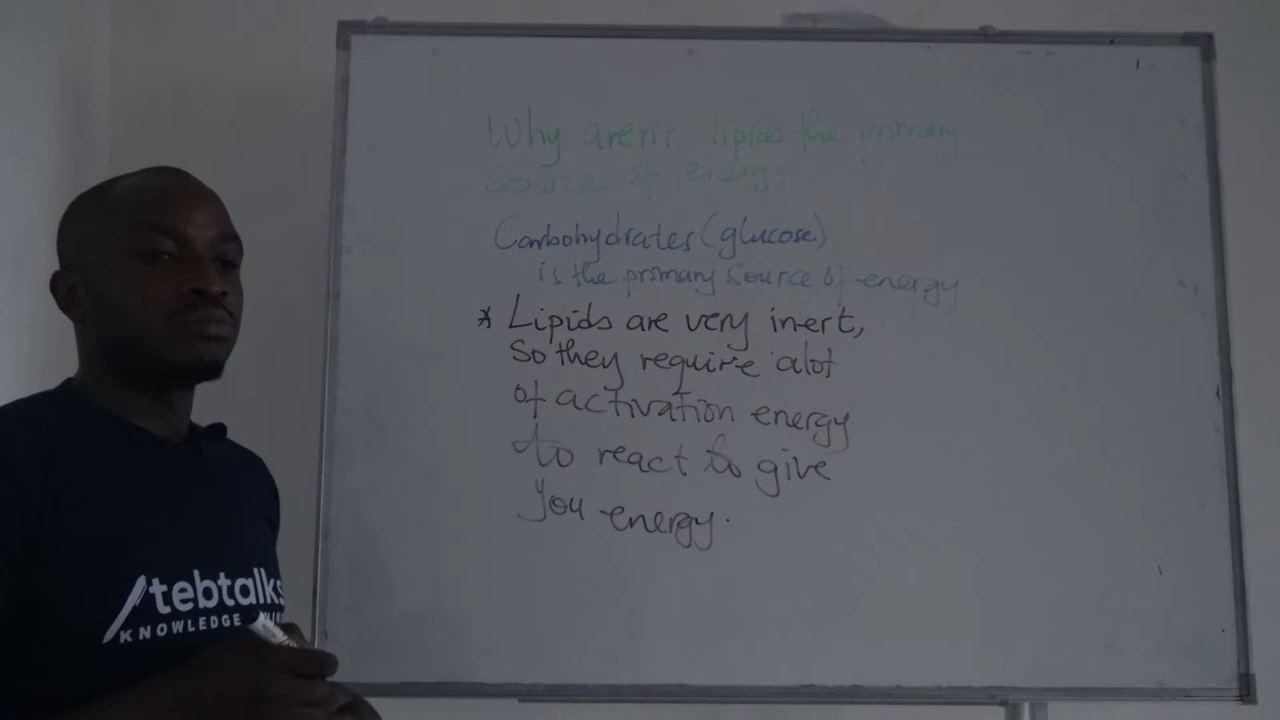 Why aren't lipids the primary
sources of energy
Carbohydrates (glucose)
is the primary source of energy
* Lipids are very inert,
so they require alot
of activation energy
to react to give
you energy.
/tebtalks
KNOWLEDGE